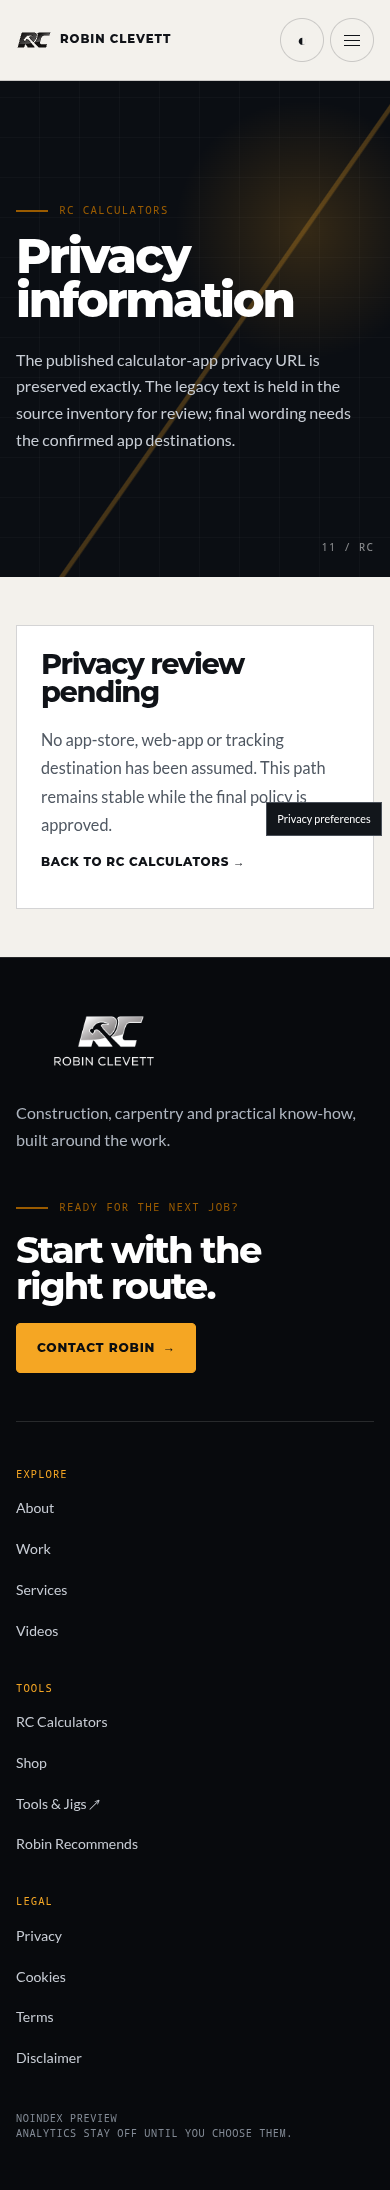 RC ROBIN CLEVETT
RC CALCULATORS
Privacy
information
The published calculator-app privacy URL is
preserved exactly. The legacy text is held in the
source inventory for review; final wording needs
the confirmed app destinations.
11 / RC
Privacy review
pending
No app-store, web-app or tracking
destination has been assumed. This path
remains stable while the final policy is
approved.
Privacy preferences
BACK TO RC CALCULATORS →
RC
ROBIN CLEVETT
Construction, carpentry and practical know-how,
built around the work.
READY FOR THE NEXT JOB?
Start with the
right route.
CONTACT ROBIN →
EXPLORE
About
Work
Services
Videos
TOOLS
RC Calculators
Shop
Tools & Jigs ↗
Robin Recommends
LEGAL
Privacy
Cookies
Terms
Disclaimer
NOINDEX PREVIEW
ANALYTICS STAY OFF UNTIL YOU CHOOSE THEM.